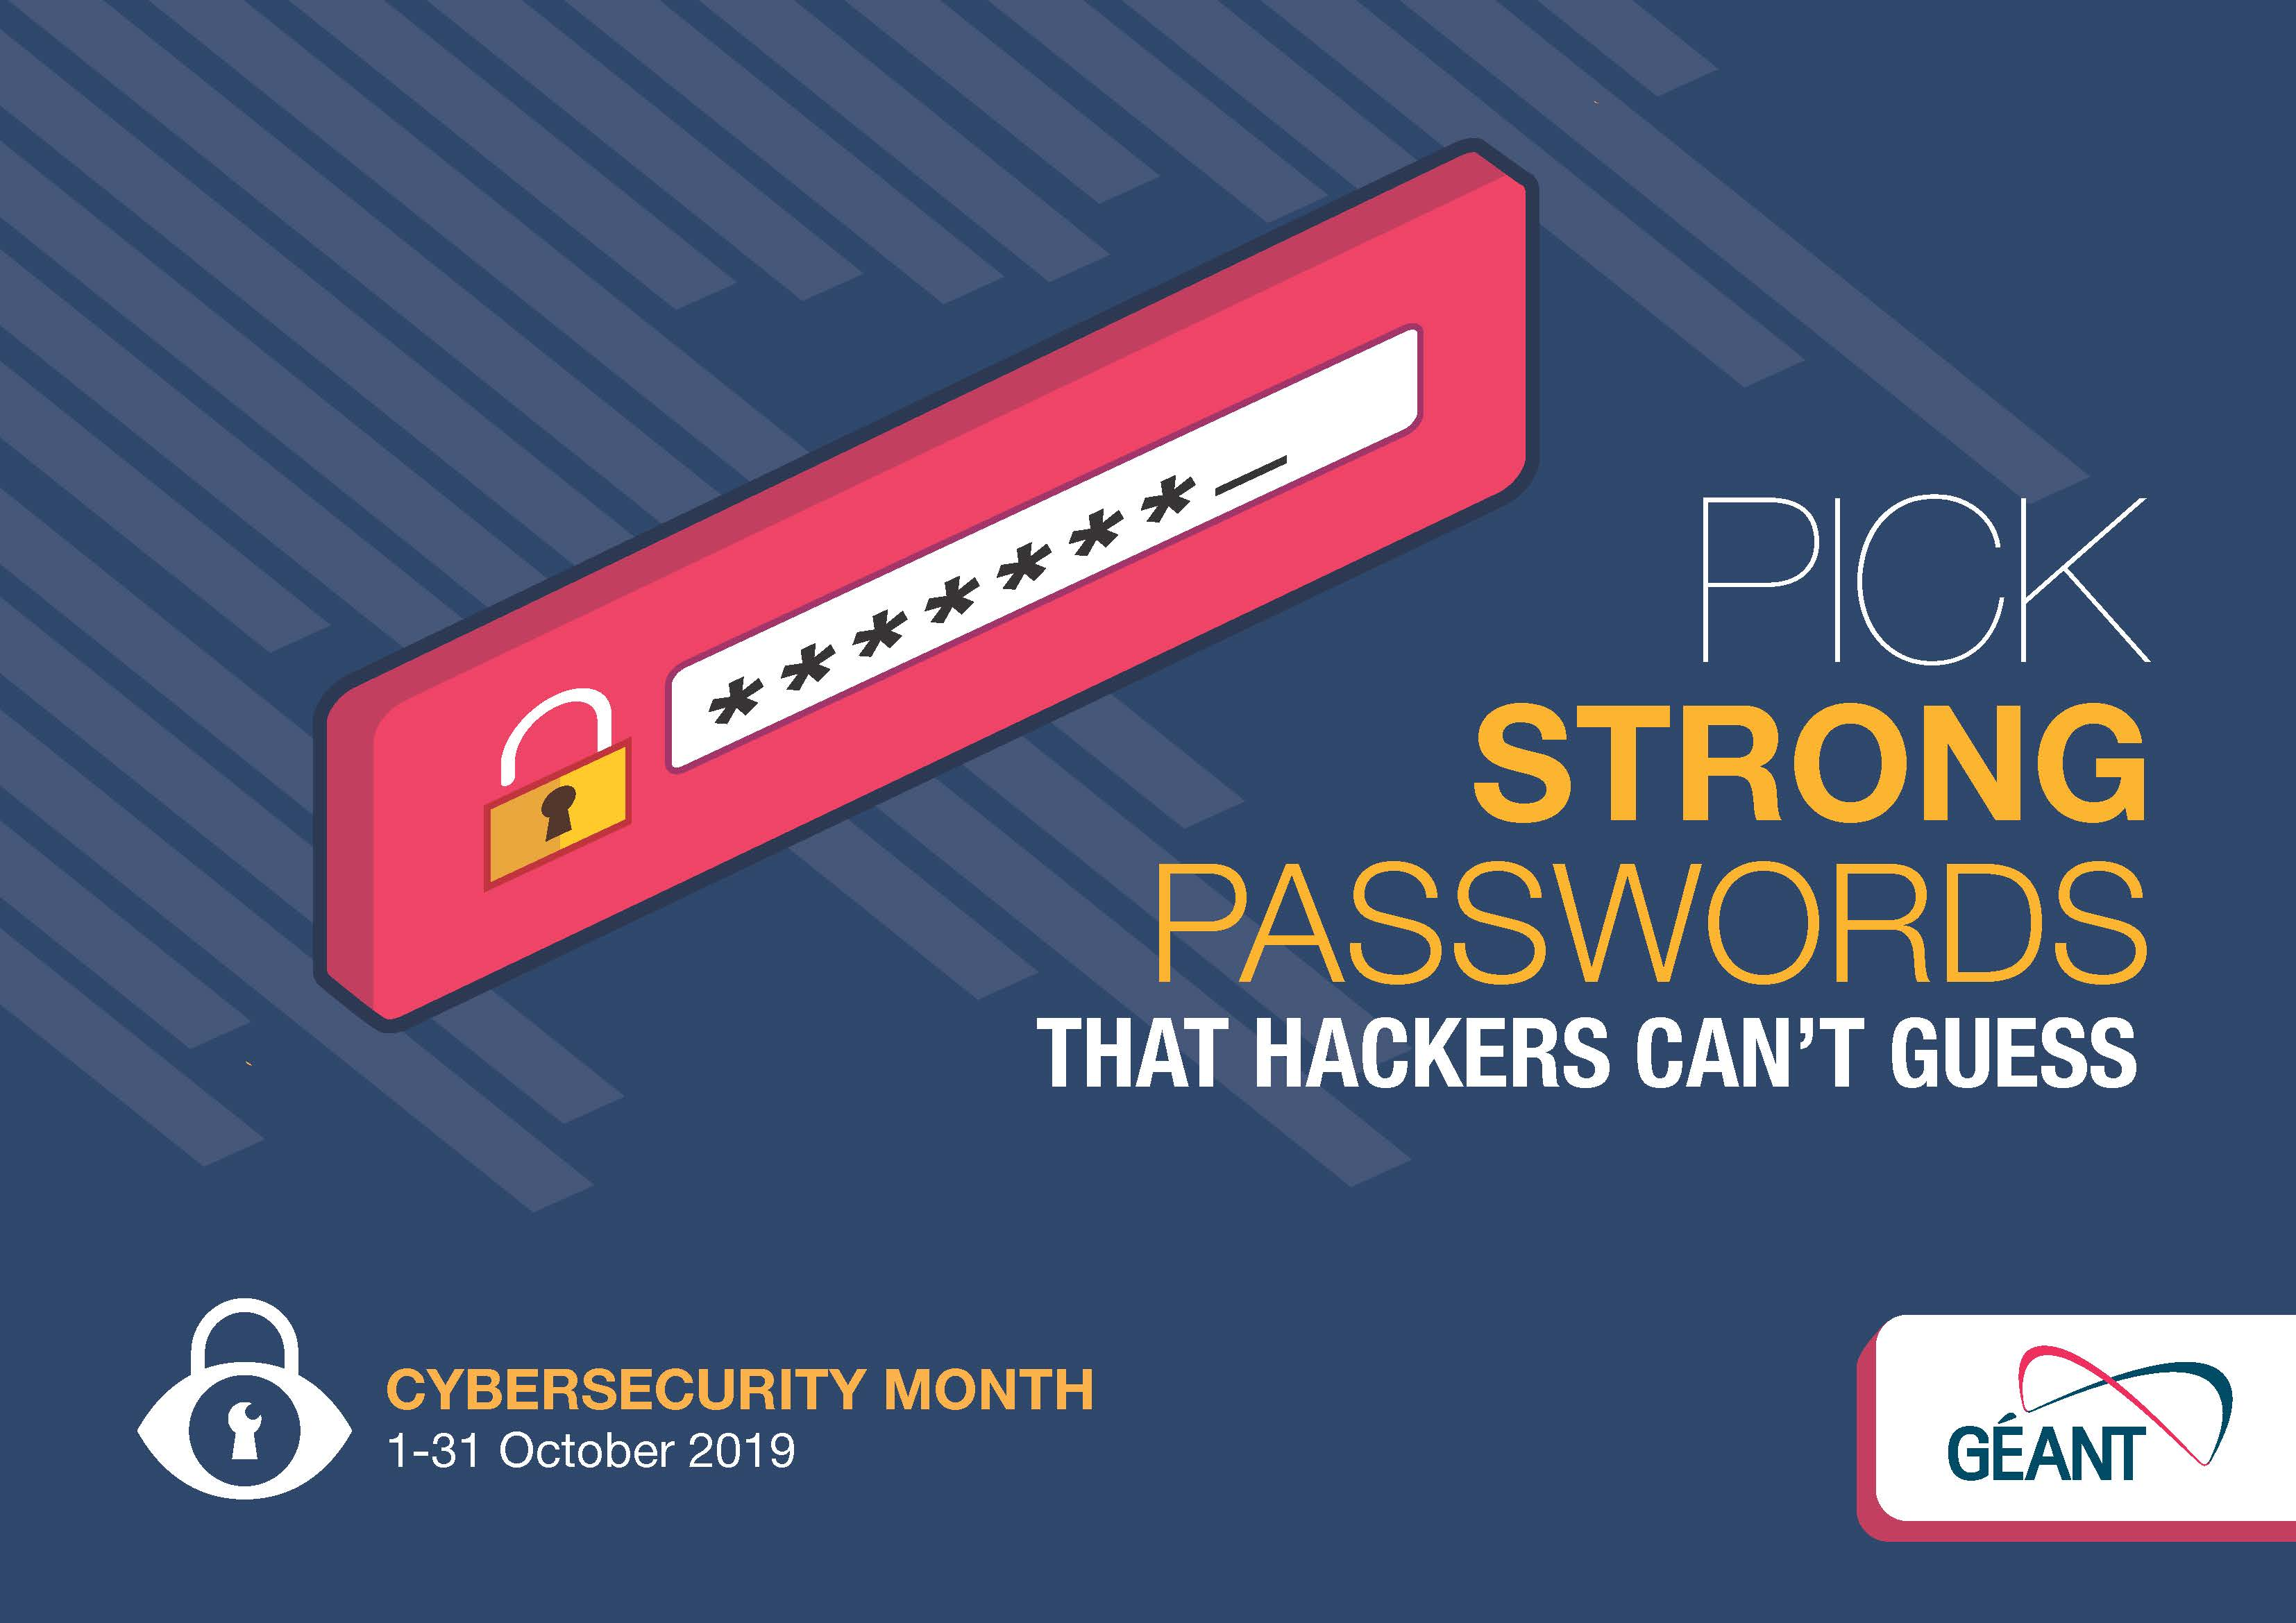 *******_
PICK
STRONG
PASSWORDS
THAT HACKERS CAN’T GUESS
CYBERSECURITY MONTH
1-31 October 2019
GÉANT